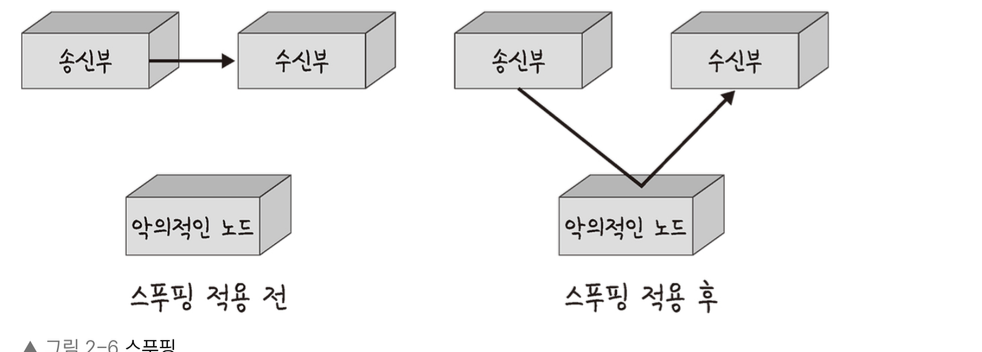 송신부
수신부
악의적인 노드
스푸핑 적용 전
송신부
수신부
악의적인 노드
스푸핑 적용 후
▲ 그림 2-6 스푸핑